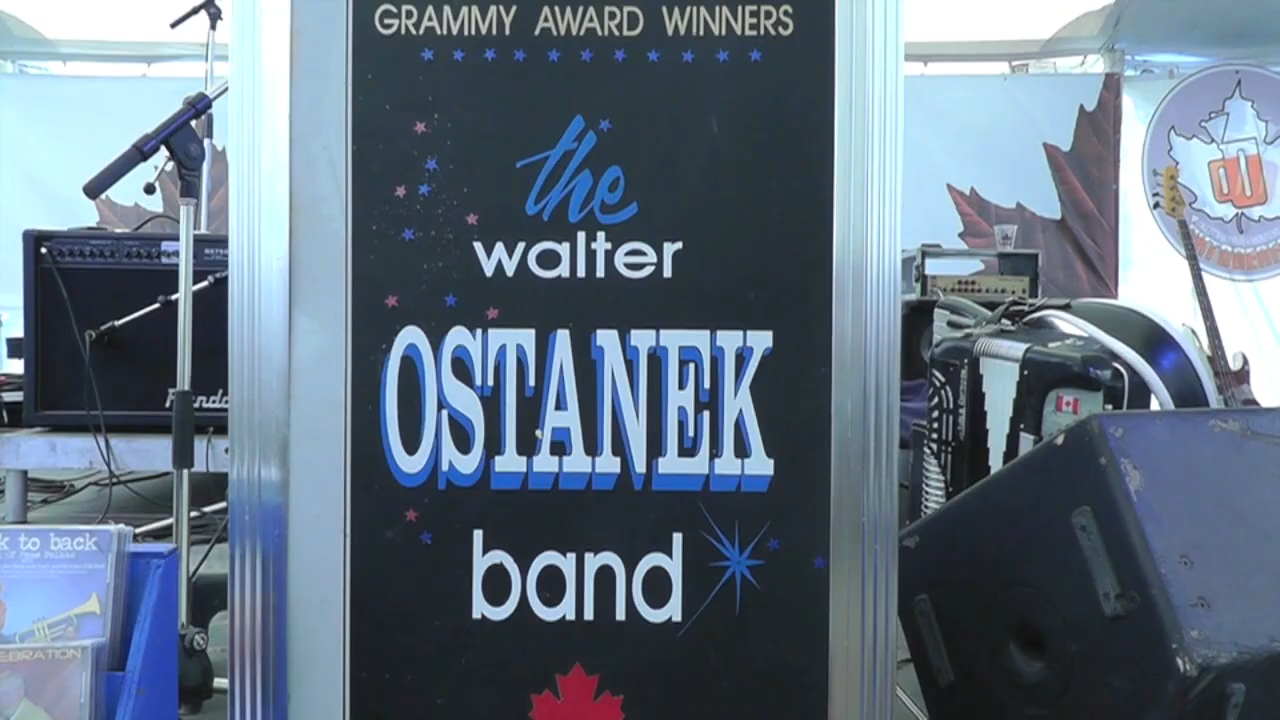 GRAMMY AWARD WINNERS
the
walter
OSTANEK
band
k to back
EBRATION